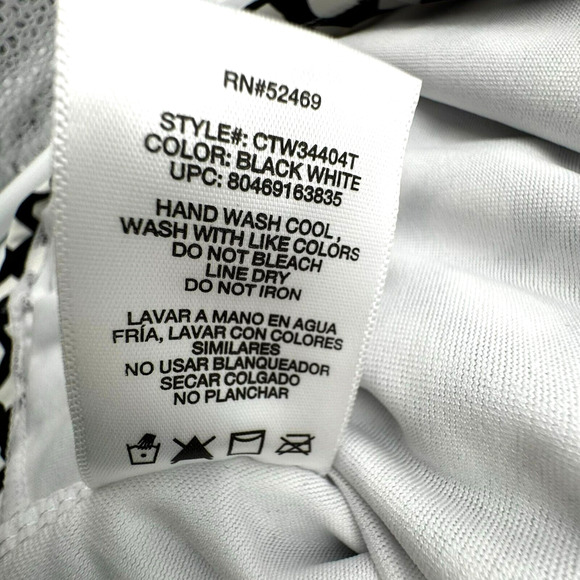 RN#52469
STYLE#: CTW34404T
COLOR: BLACK WHITE
UPC: 80469163835
HAND WASH COOL,
WASH WITH LIKE COLORS
DO NOT BLEACH
LINE DRY
DO NOT IRON
LAVAR A MANO EN AGUA
FRÍA, LAVAR CON COLORES
SIMILARES
NO USAR BLANQUEADOR
SECAR COLGADO
NO PLANCHAR